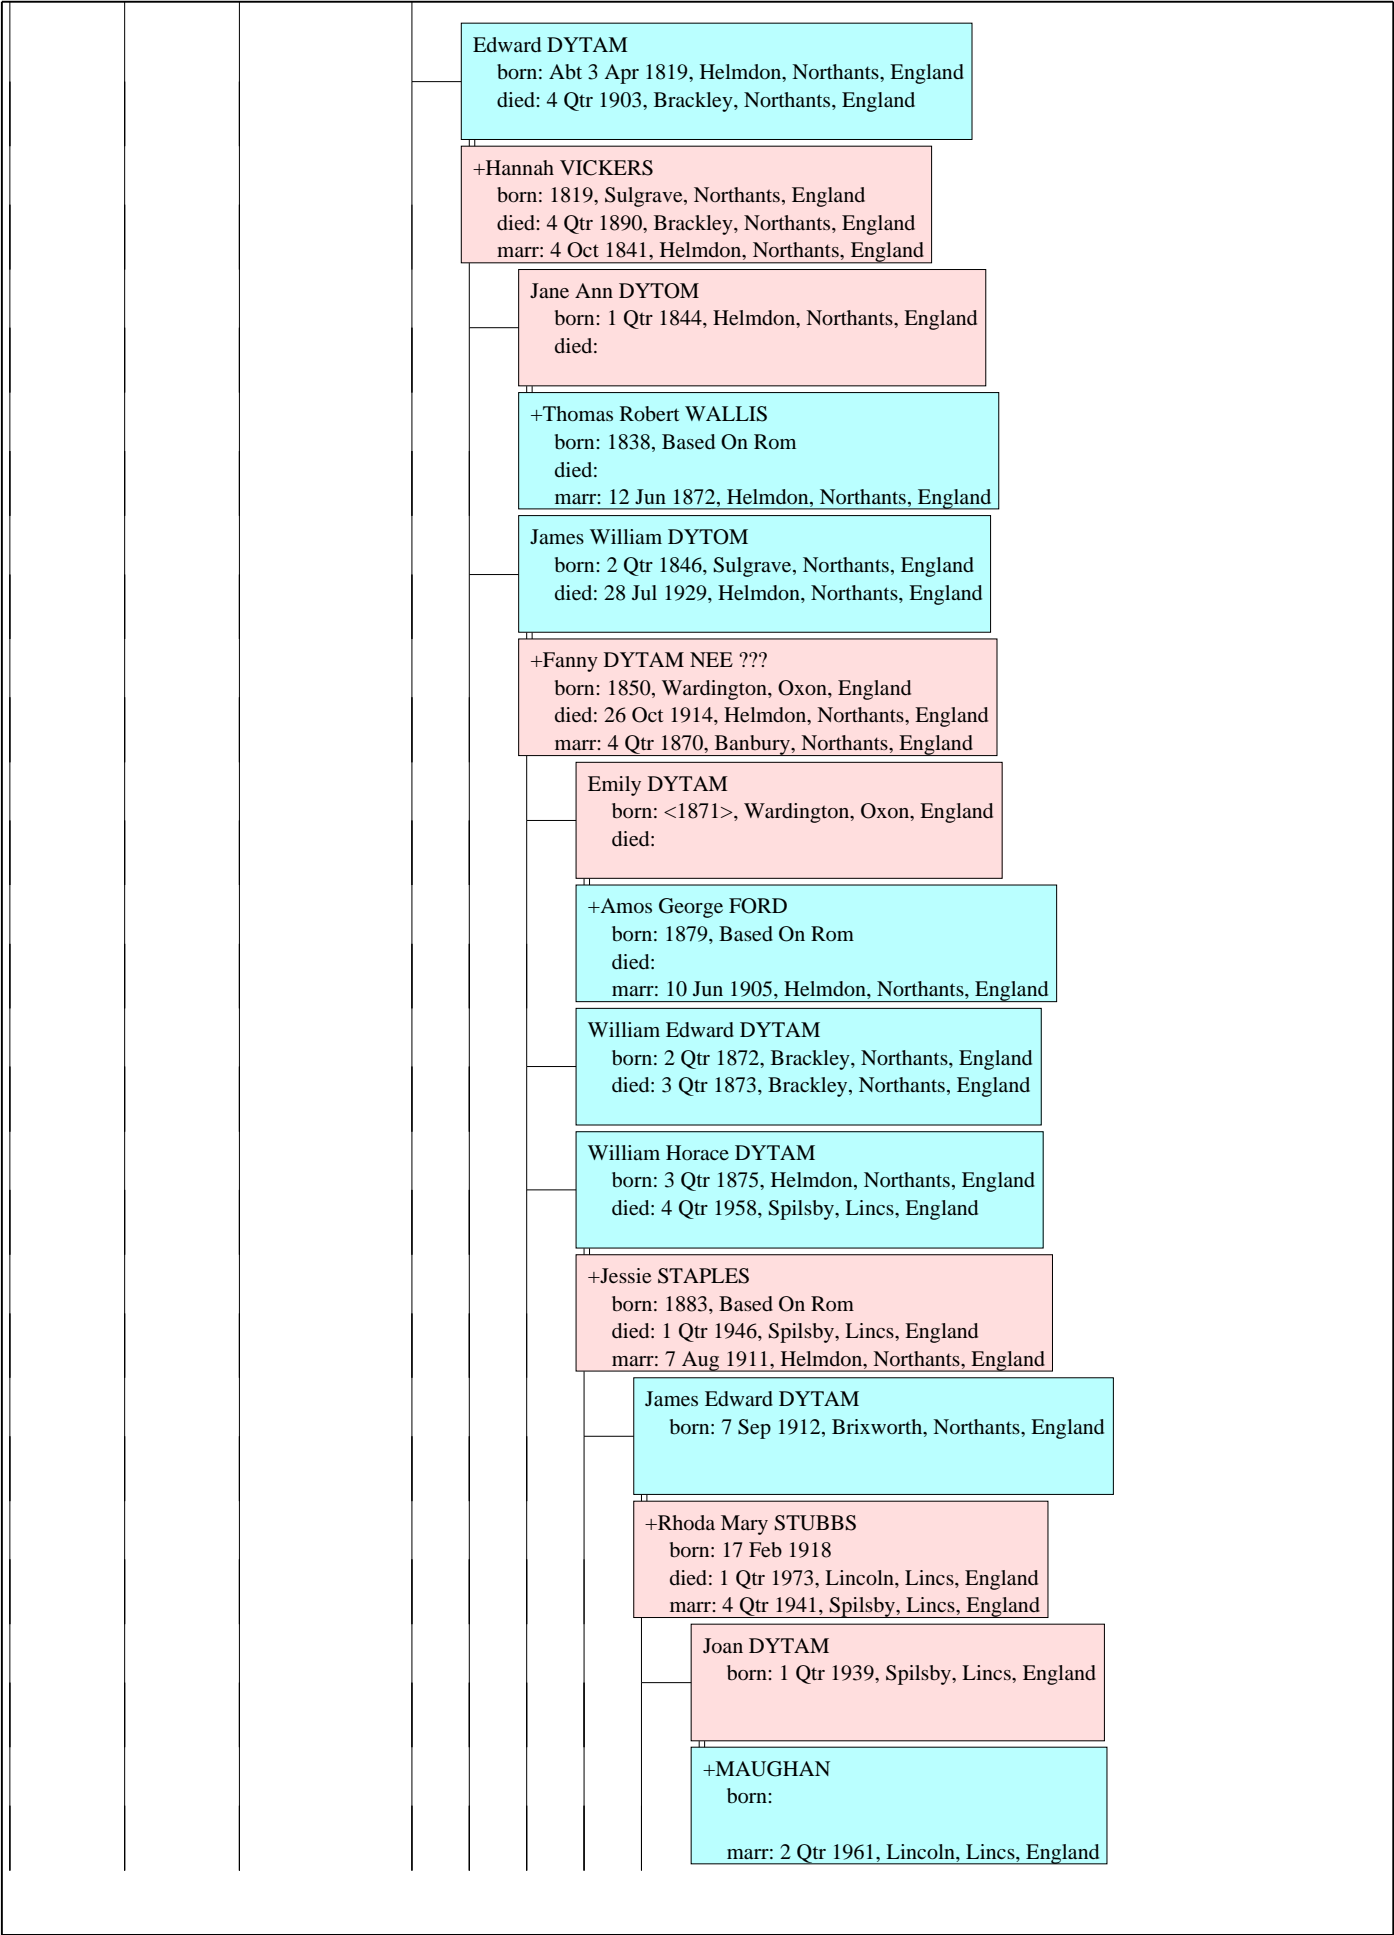 Edward DYTAM
born: Abt 3 Apr 1819, Helmdon, Northants, England
died: 4 Qtr 1903, Brackley, Northants, England
+Hannah VICKERS
born: 1819, Sulgrave, Northants, England
died: 4 Qtr 1890, Brackley, Northants, England
marr: 4 Oct 1841, Helmdon, Northants, England
Jane Ann DYTOM
born: 1 Qtr 1844, Helmdon, Northants, England
died:
+Thomas Robert WALLIS
born: 1838, Based On Rom
died:
marr: 12 Jun 1872, Helmdon, Northants, England
James William DYTOM
born: 2 Qtr 1846, Sulgrave, Northants, England
died: 28 Jul 1929, Helmdon, Northants, England
+Fanny DYTAM NEE ???
born: 1850, Wardington, Oxon, England
died: 26 Oct 1914, Helmdon, Northants, England
marr: 4 Qtr 1870, Banbury, Northants, England
Emily DYTAM
born: <1871>, Wardington, Oxon, England
died:
+Amos George FORD
born: 1879, Based On Rom
died:
marr: 10 Jun 1905, Helmdon, Northants, England
William Edward DYTAM
born: 2 Qtr 1872, Brackley, Northants, England
died: 3 Qtr 1873, Brackley, Northants, England
William Horace DYTAM
born: 3 Qtr 1875, Helmdon, Northants, England
died: 4 Qtr 1958, Spilsby, Lincs, England
+Jessie STAPLES
born: 1883, Based On Rom
died: 1 Qtr 1946, Spilsby, Lincs, England
marr: 7 Aug 1911, Helmdon, Northants, England
James Edward DYTAM
born: 7 Sep 1912, Brixworth, Northants, England
+Rhoda Mary STUBBS
born: 17 Feb 1918
died: 1 Qtr 1973, Lincoln, Lincs, England
marr: 4 Qtr 1941, Spilsby, Lincs, England
Joan DYTAM
born: 1 Qtr 1939, Spilsby, Lincs, England
+MAUGHAN
born:
marr: 2 Qtr 1961, Lincoln, Lincs, England